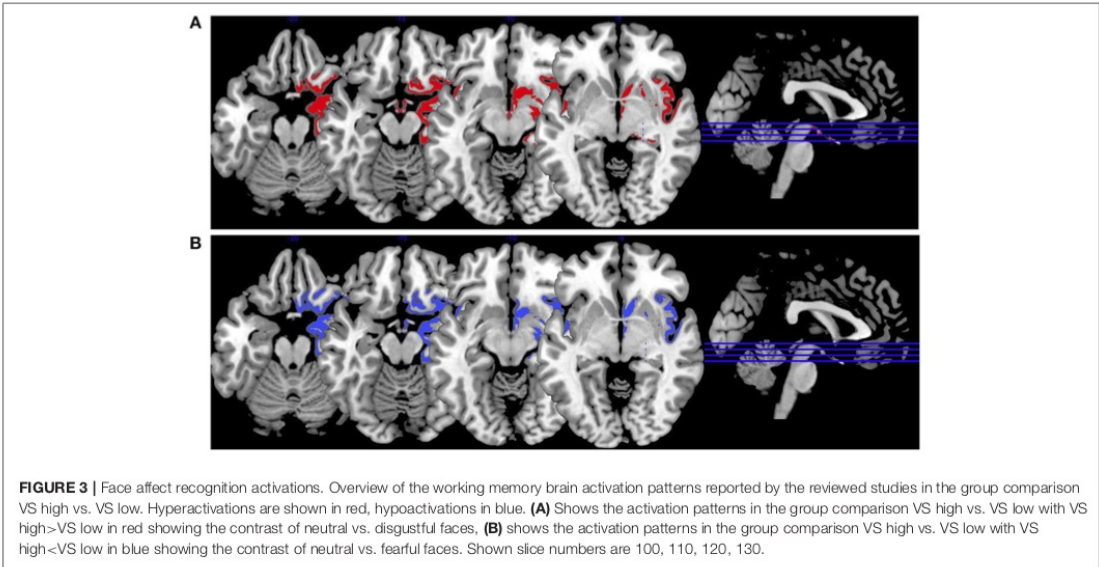 A
B
FIGURE 3 | Face affect recognition activations. Overview of the working memory brain activation patterns reported by the reviewed studies in the group comparison
VS high vs. VS low. Hyperactivations are shown in red, hypoactivations in blue. (A) Shows the activation patterns in the group comparison VS high vs. VS low with VS
high>VS low in red showing the contrast of neutral vs. disgustful faces, (B) shows the activation patterns in the group comparison VS high vs. VS low with VS
high<VS low in blue showing the contrast of neutral vs. fearful faces. Shown slice numbers are 100, 110, 120, 130.